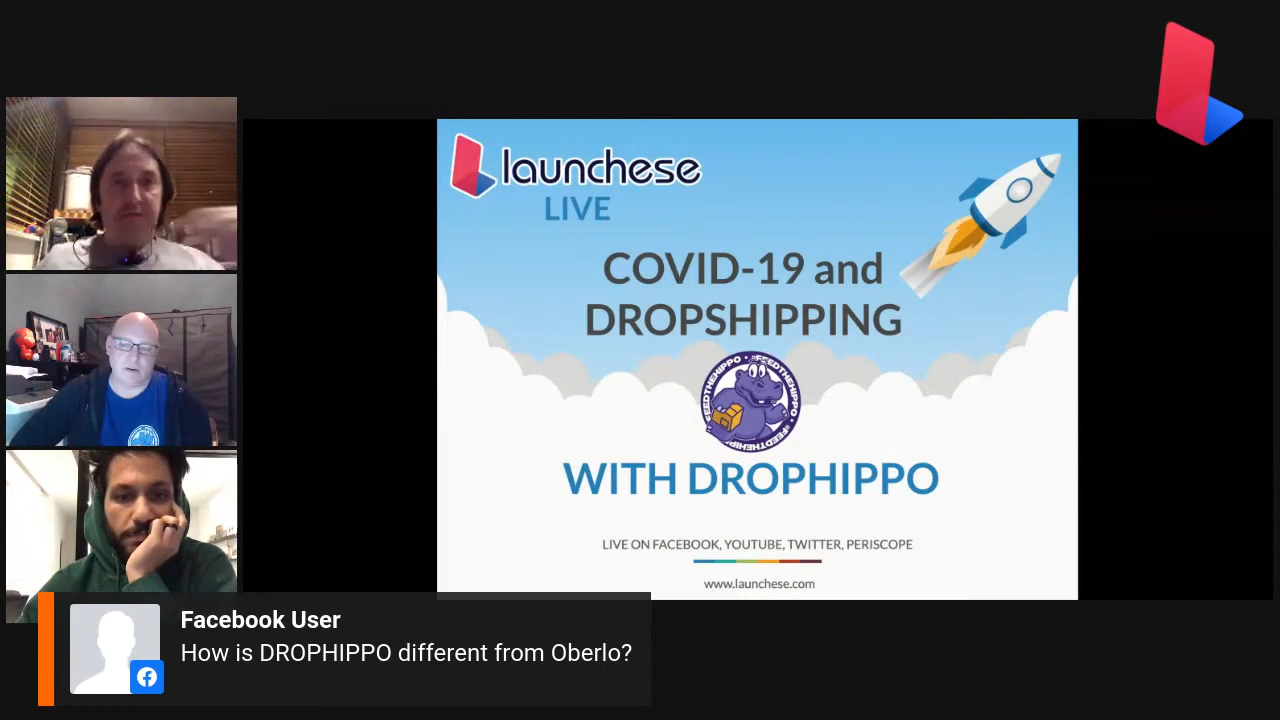 launchese
LIVE
COVID-19 and
DROPSHIPPING
#FEEDTHEHIPPO • #FEEDTHEHIPPO •
WITH DROPHIPPO
LIVE ON FACEBOOK, YOUTUBE, TWITTER, PERISCOPE
www.launchese.com
Facebook User
How is DROPHIPPO different from Oberlo?